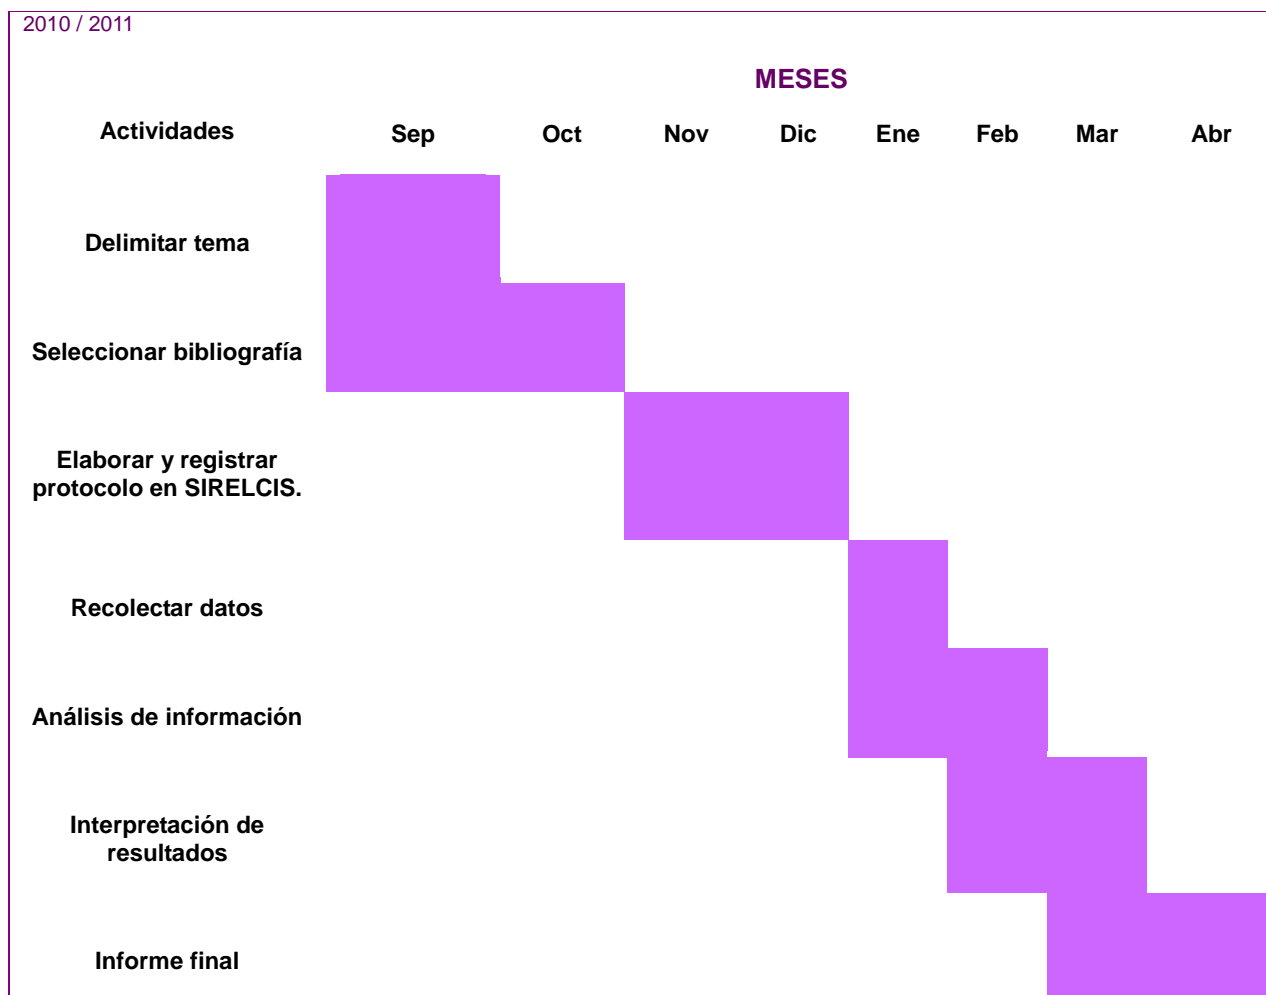 2010 / 2011
MESES
Actividades Sep Oct Nov Dic Ene Feb Mar Abr
Delimitar tema
Seleccionar bibliografía
Elaborar y registrar
protocolo en SIRELCIS.
Recolectar datos
Análisis de información
Interpretación de
resultados
Informe final